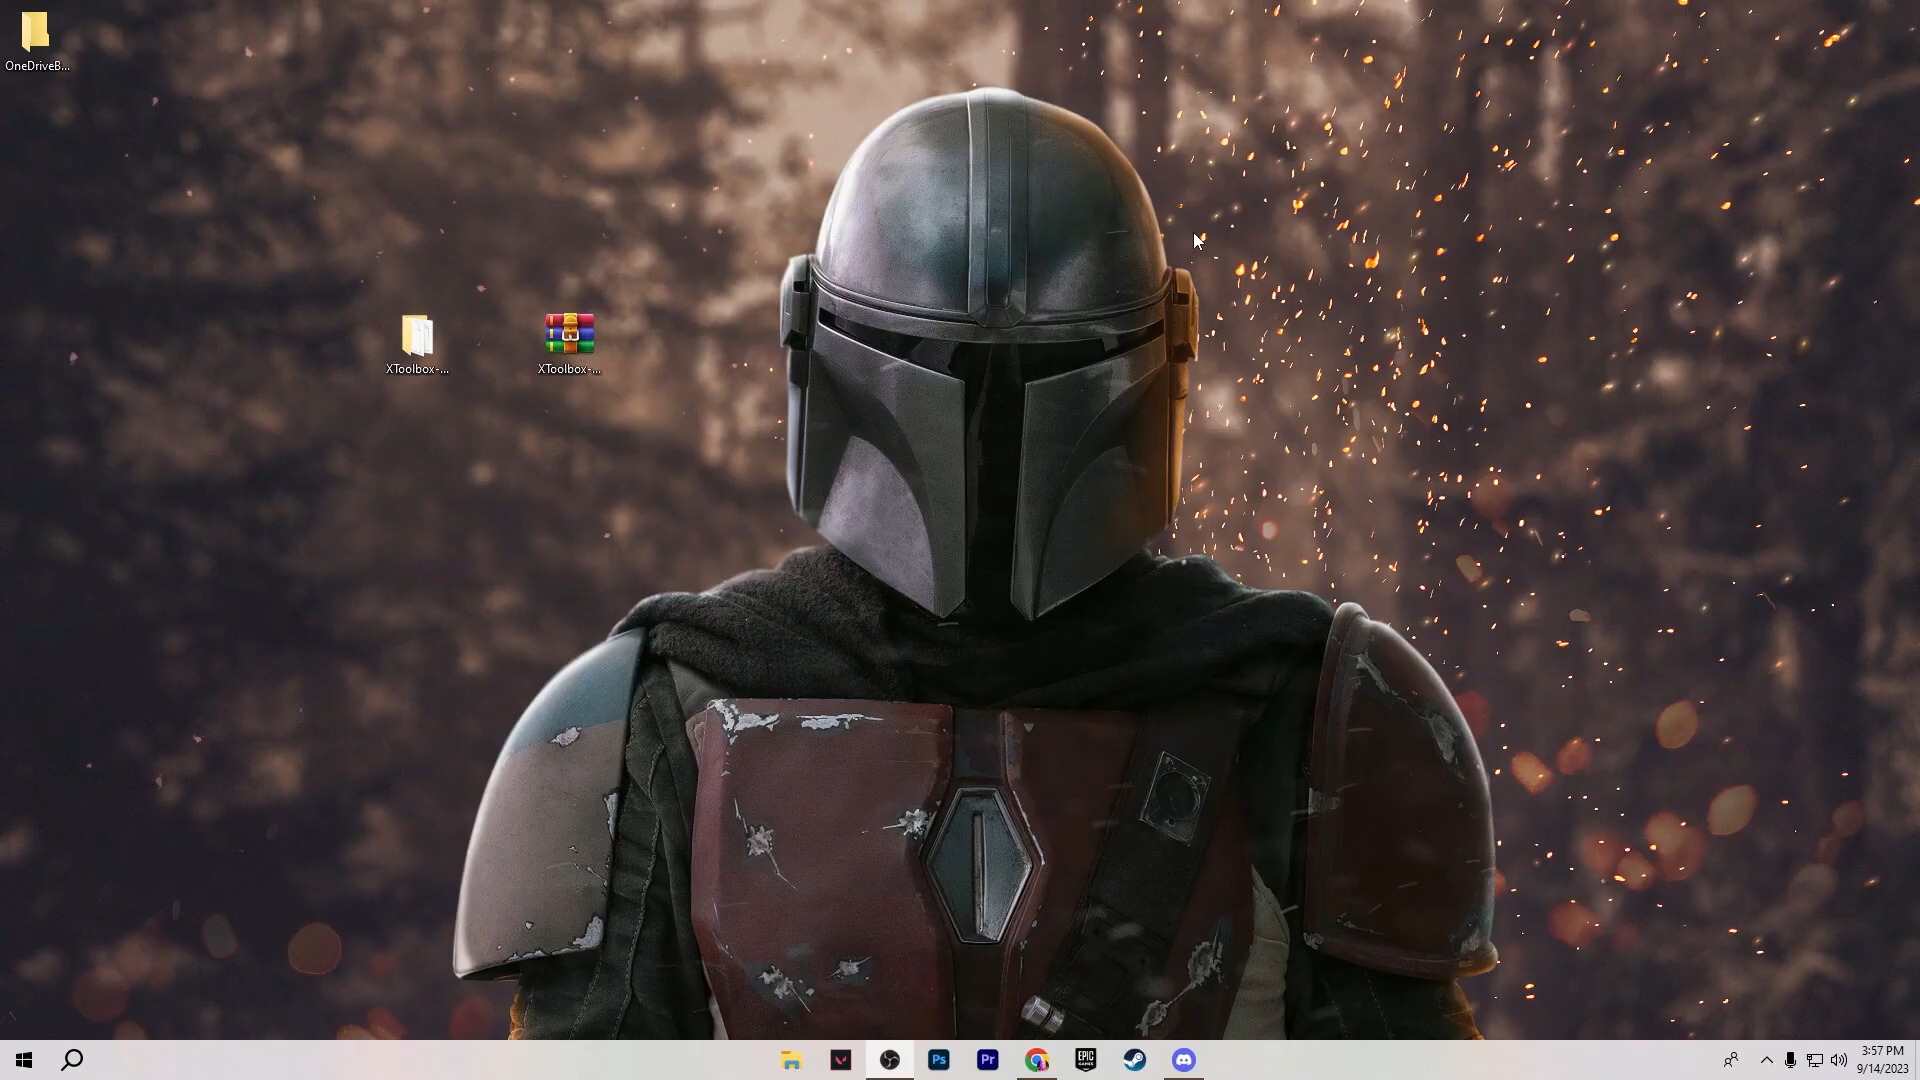 OneDriveB...
XToolbox-...
XToolbox-...
Ps
Pr
EPIC
GAMES
3:57 PM
9/14/2023